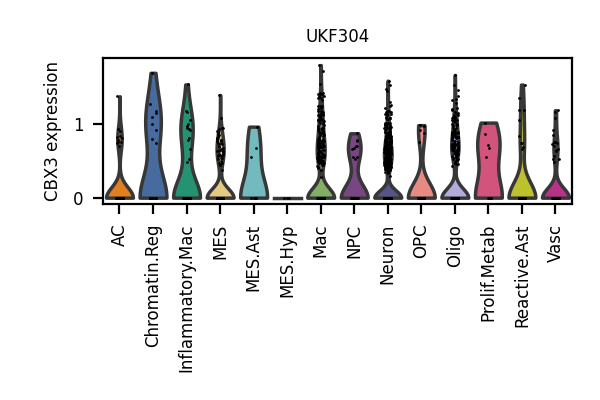 UKF304
CBX3 expression
1
0
AC
Chromatin.Reg
Inflammatory.Mac
MES
MES.Ast
MES.Hyp
Mac
NPC
Neuron
OPC
Oligo
Prolif.Metab
Reactive.Ast
Vasc